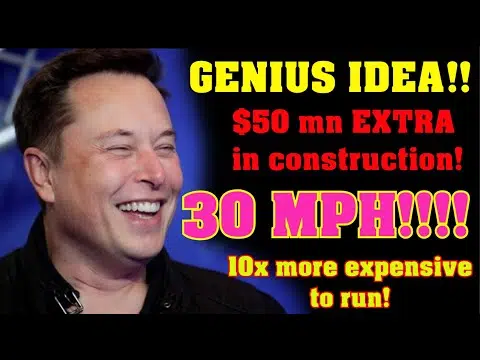 GENIUS IDEA!!
$50 mn EXTRA
in construction!
30 MPH!!!!
10x more expensive
to run!